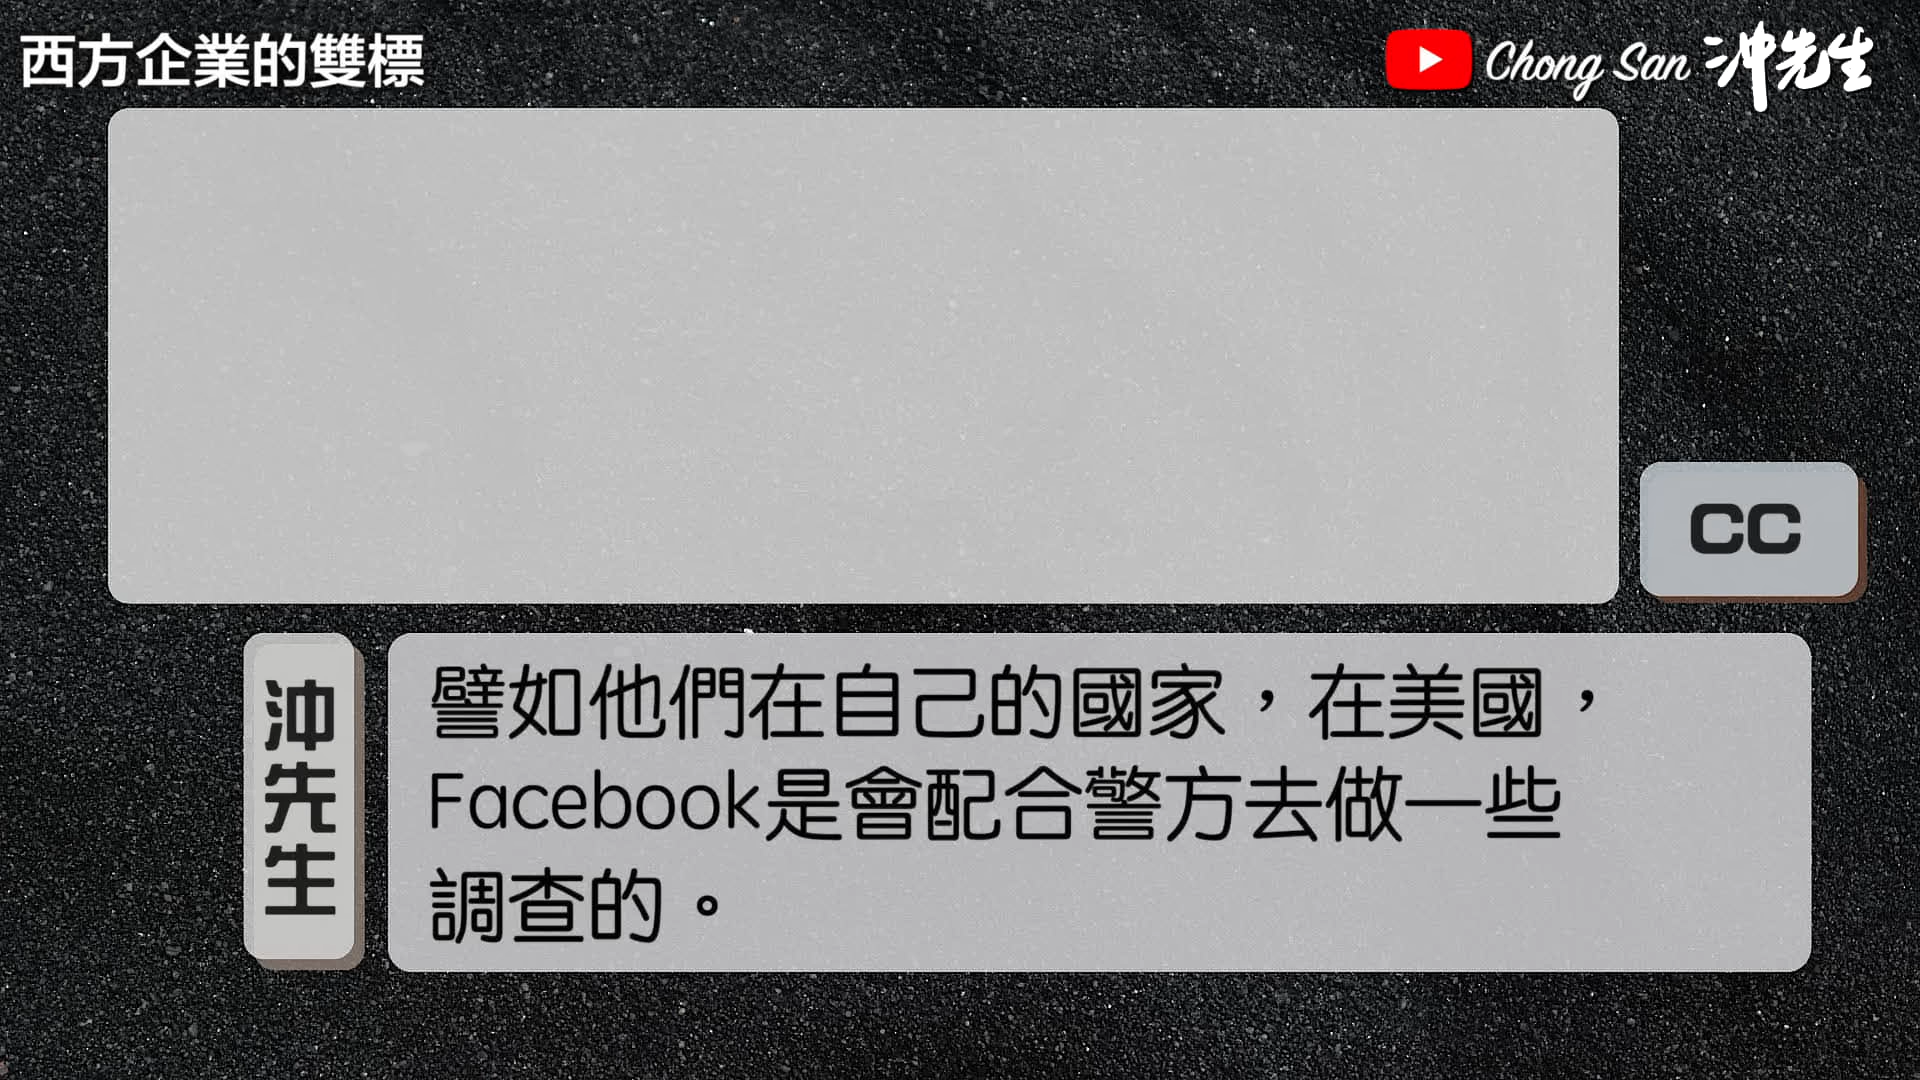 西方企業的雙標
Chong San 沖先生
CC
沖先生
譬如他們在自己的國家，在美國，
Facebook是會配合警方去做一些
調查的。